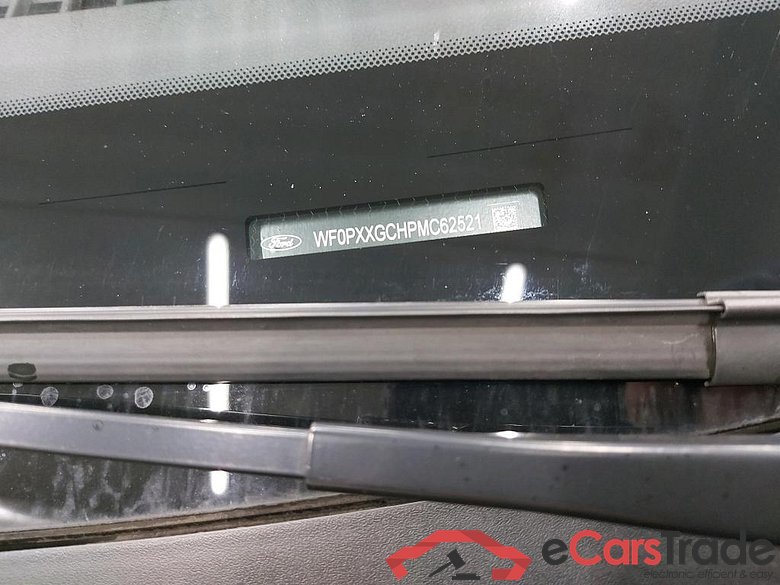 Ford WF0PXXGCHPMC62521
eCarsTrade
electronic, efficient & easy